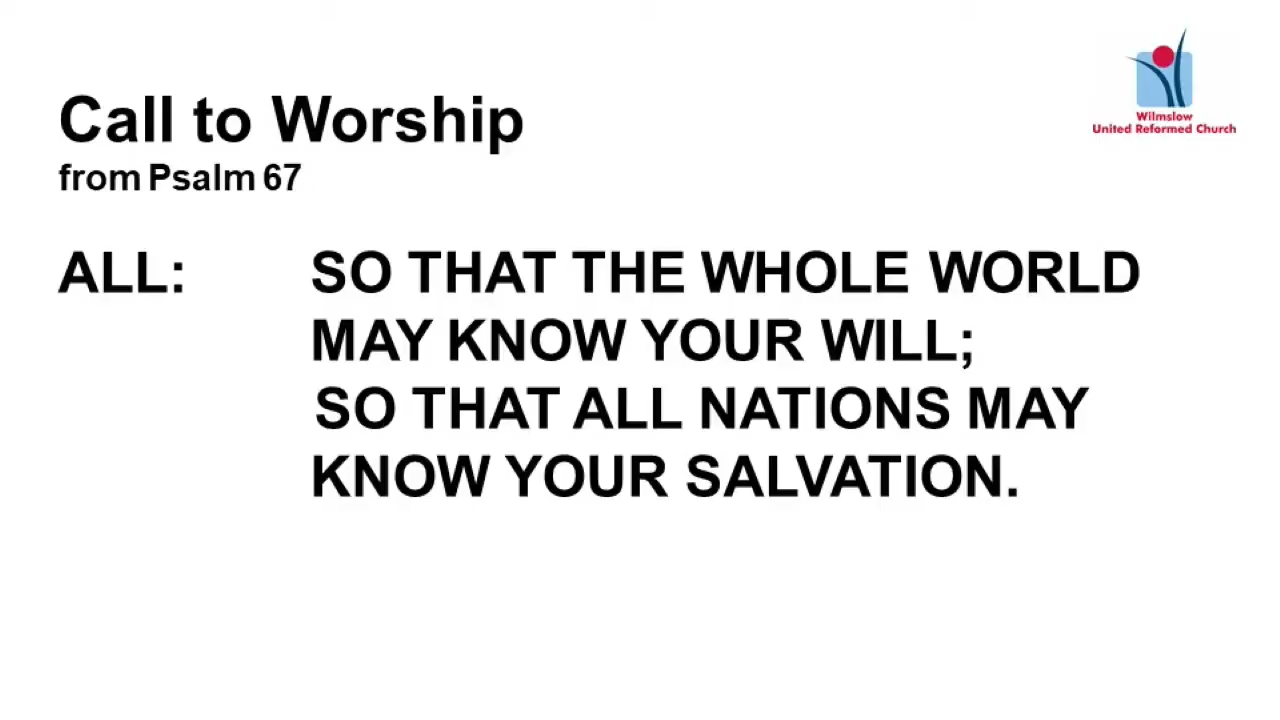 Wilmslow
United Reformed Church
Call to Worship
from Psalm 67
ALL: SO THAT THE WHOLE WORLD
MAY KNOW YOUR WILL;
SO THAT ALL NATIONS MAY
KNOW YOUR SALVATION.